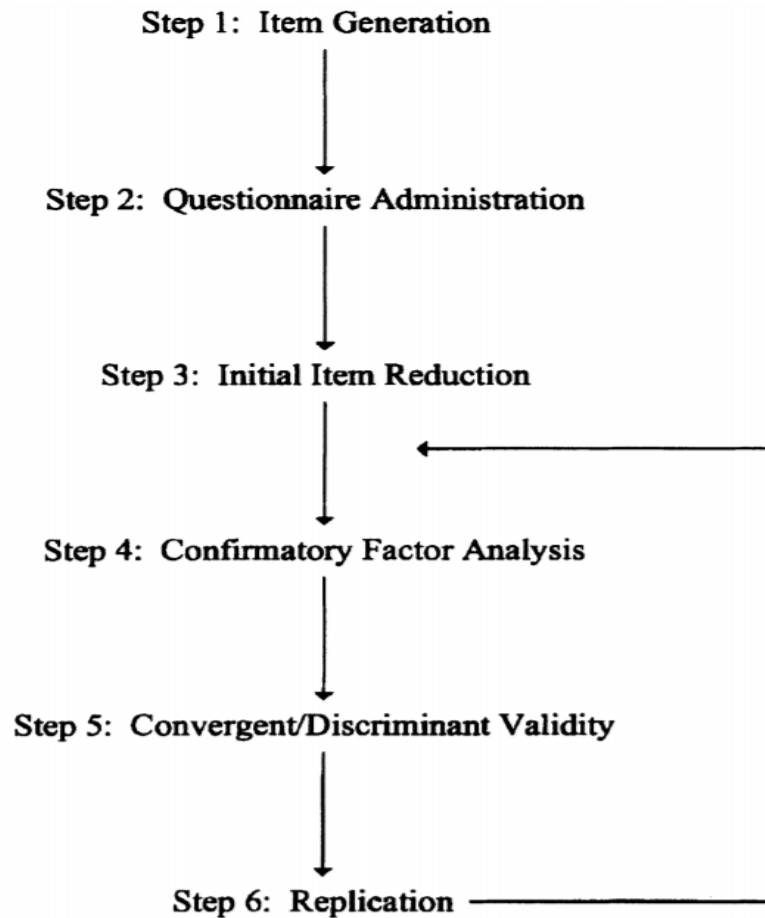 Step 1: Item Generation
Step 2: Questionnaire Administration
Step 3: Initial Item Reduction
Step 4: Confirmatory Factor Analysis
Step 5: Convergent/Discriminant Validity
Step 6: Replication